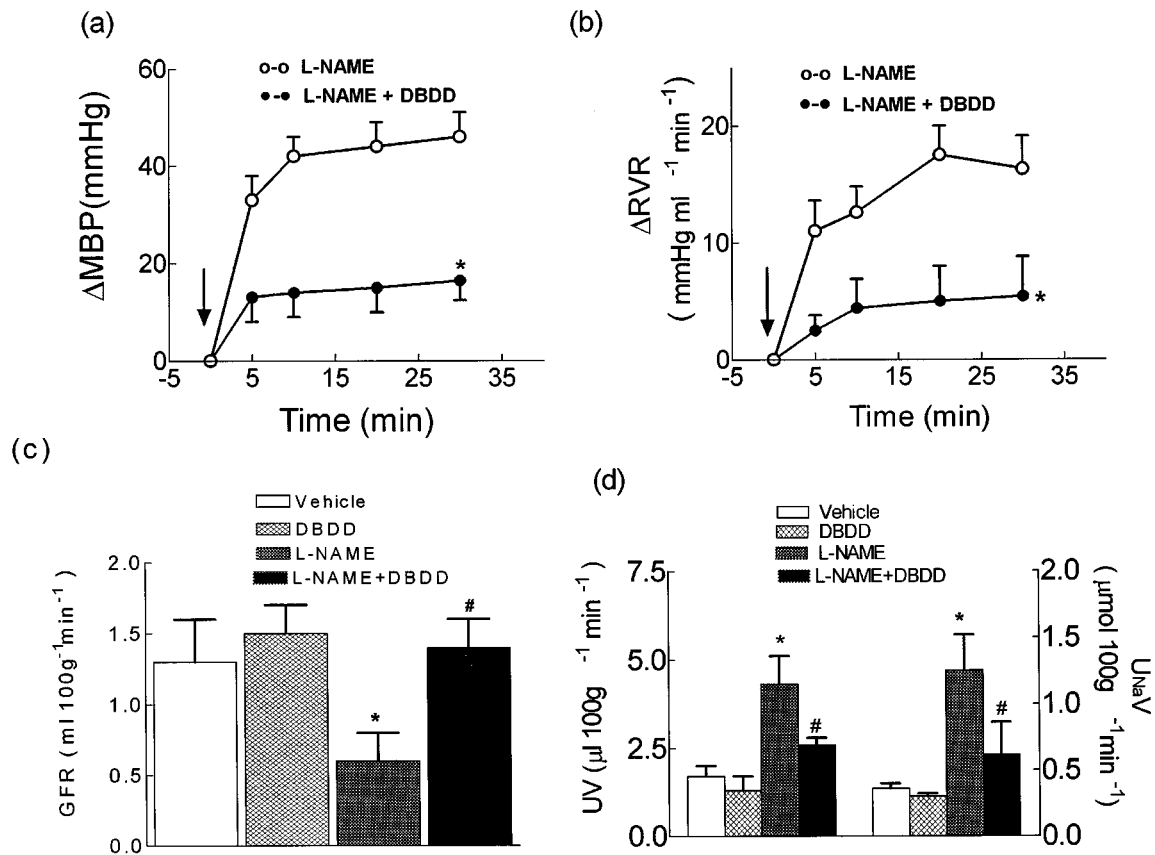 (a)
L-NAME
L-NAME + DBDD
60
40
20
0
ΔMBP(mmHg)
*
-5 5 15 25 35
Time (min)
(b)
L-NAME
L-NAME + DBDD
20
10
0
ΔRVR
( mmHg ml -1 min -1)
*
-5 5 15 25 35
Time (min)
(c)
Vehicle
DBDD
L-NAME
L-NAME+DBDD
2.0
1.5
1.0
0.5
0.0
GFR ( ml 100g-1min-1)
*
#
(d)
Vehicle
DBDD
L-NAME
L-NAME+DBDD
7.5
5.0
2.5
0.0
UV (µl 100g -1 min -1)
*
#
*
#
2.0
1.5
1.0
0.5
0.0
UNaV
( µmol 100g -1min -1)